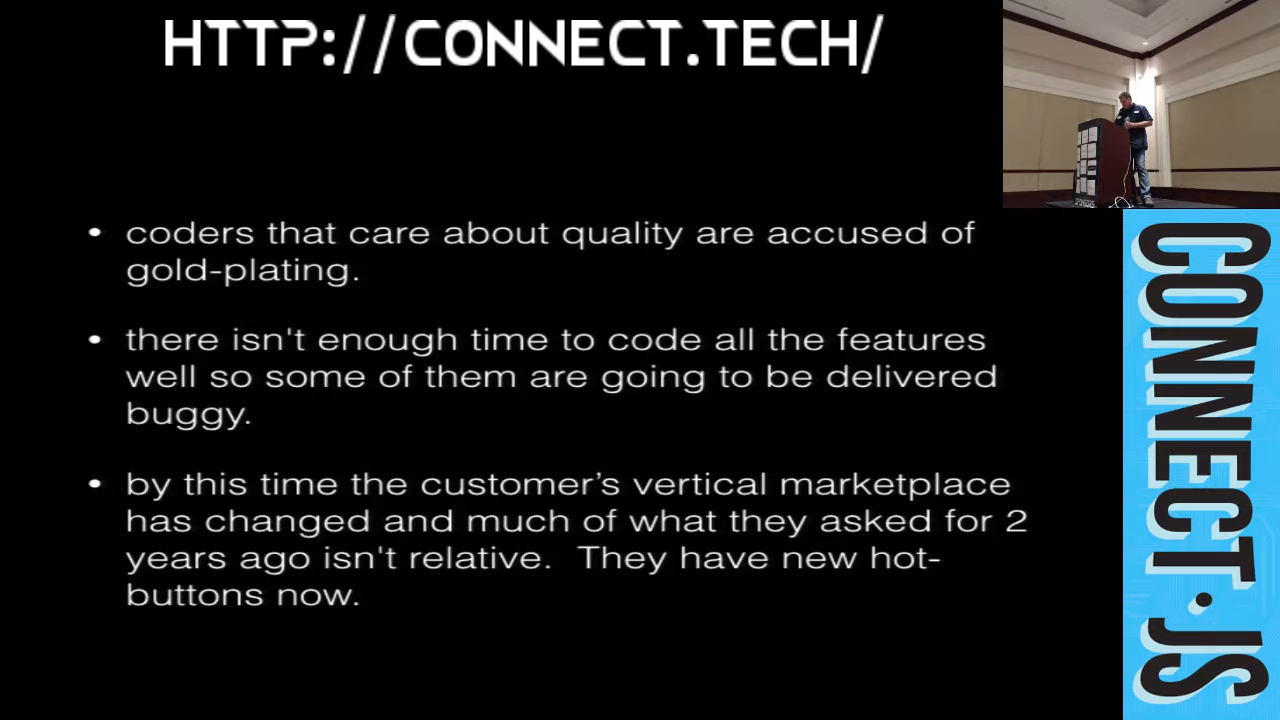 HTTP://CONNECT.TECH/
• coders that care about quality are accused of
gold-plating.
• there isn't enough time to code all the features
well so some of them are going to be delivered
buggy.
• by this time the customer’s vertical marketplace
has changed and much of what they asked for 2
years ago isn't relative.  They have new hot-
buttons now.
CONNECT.JS